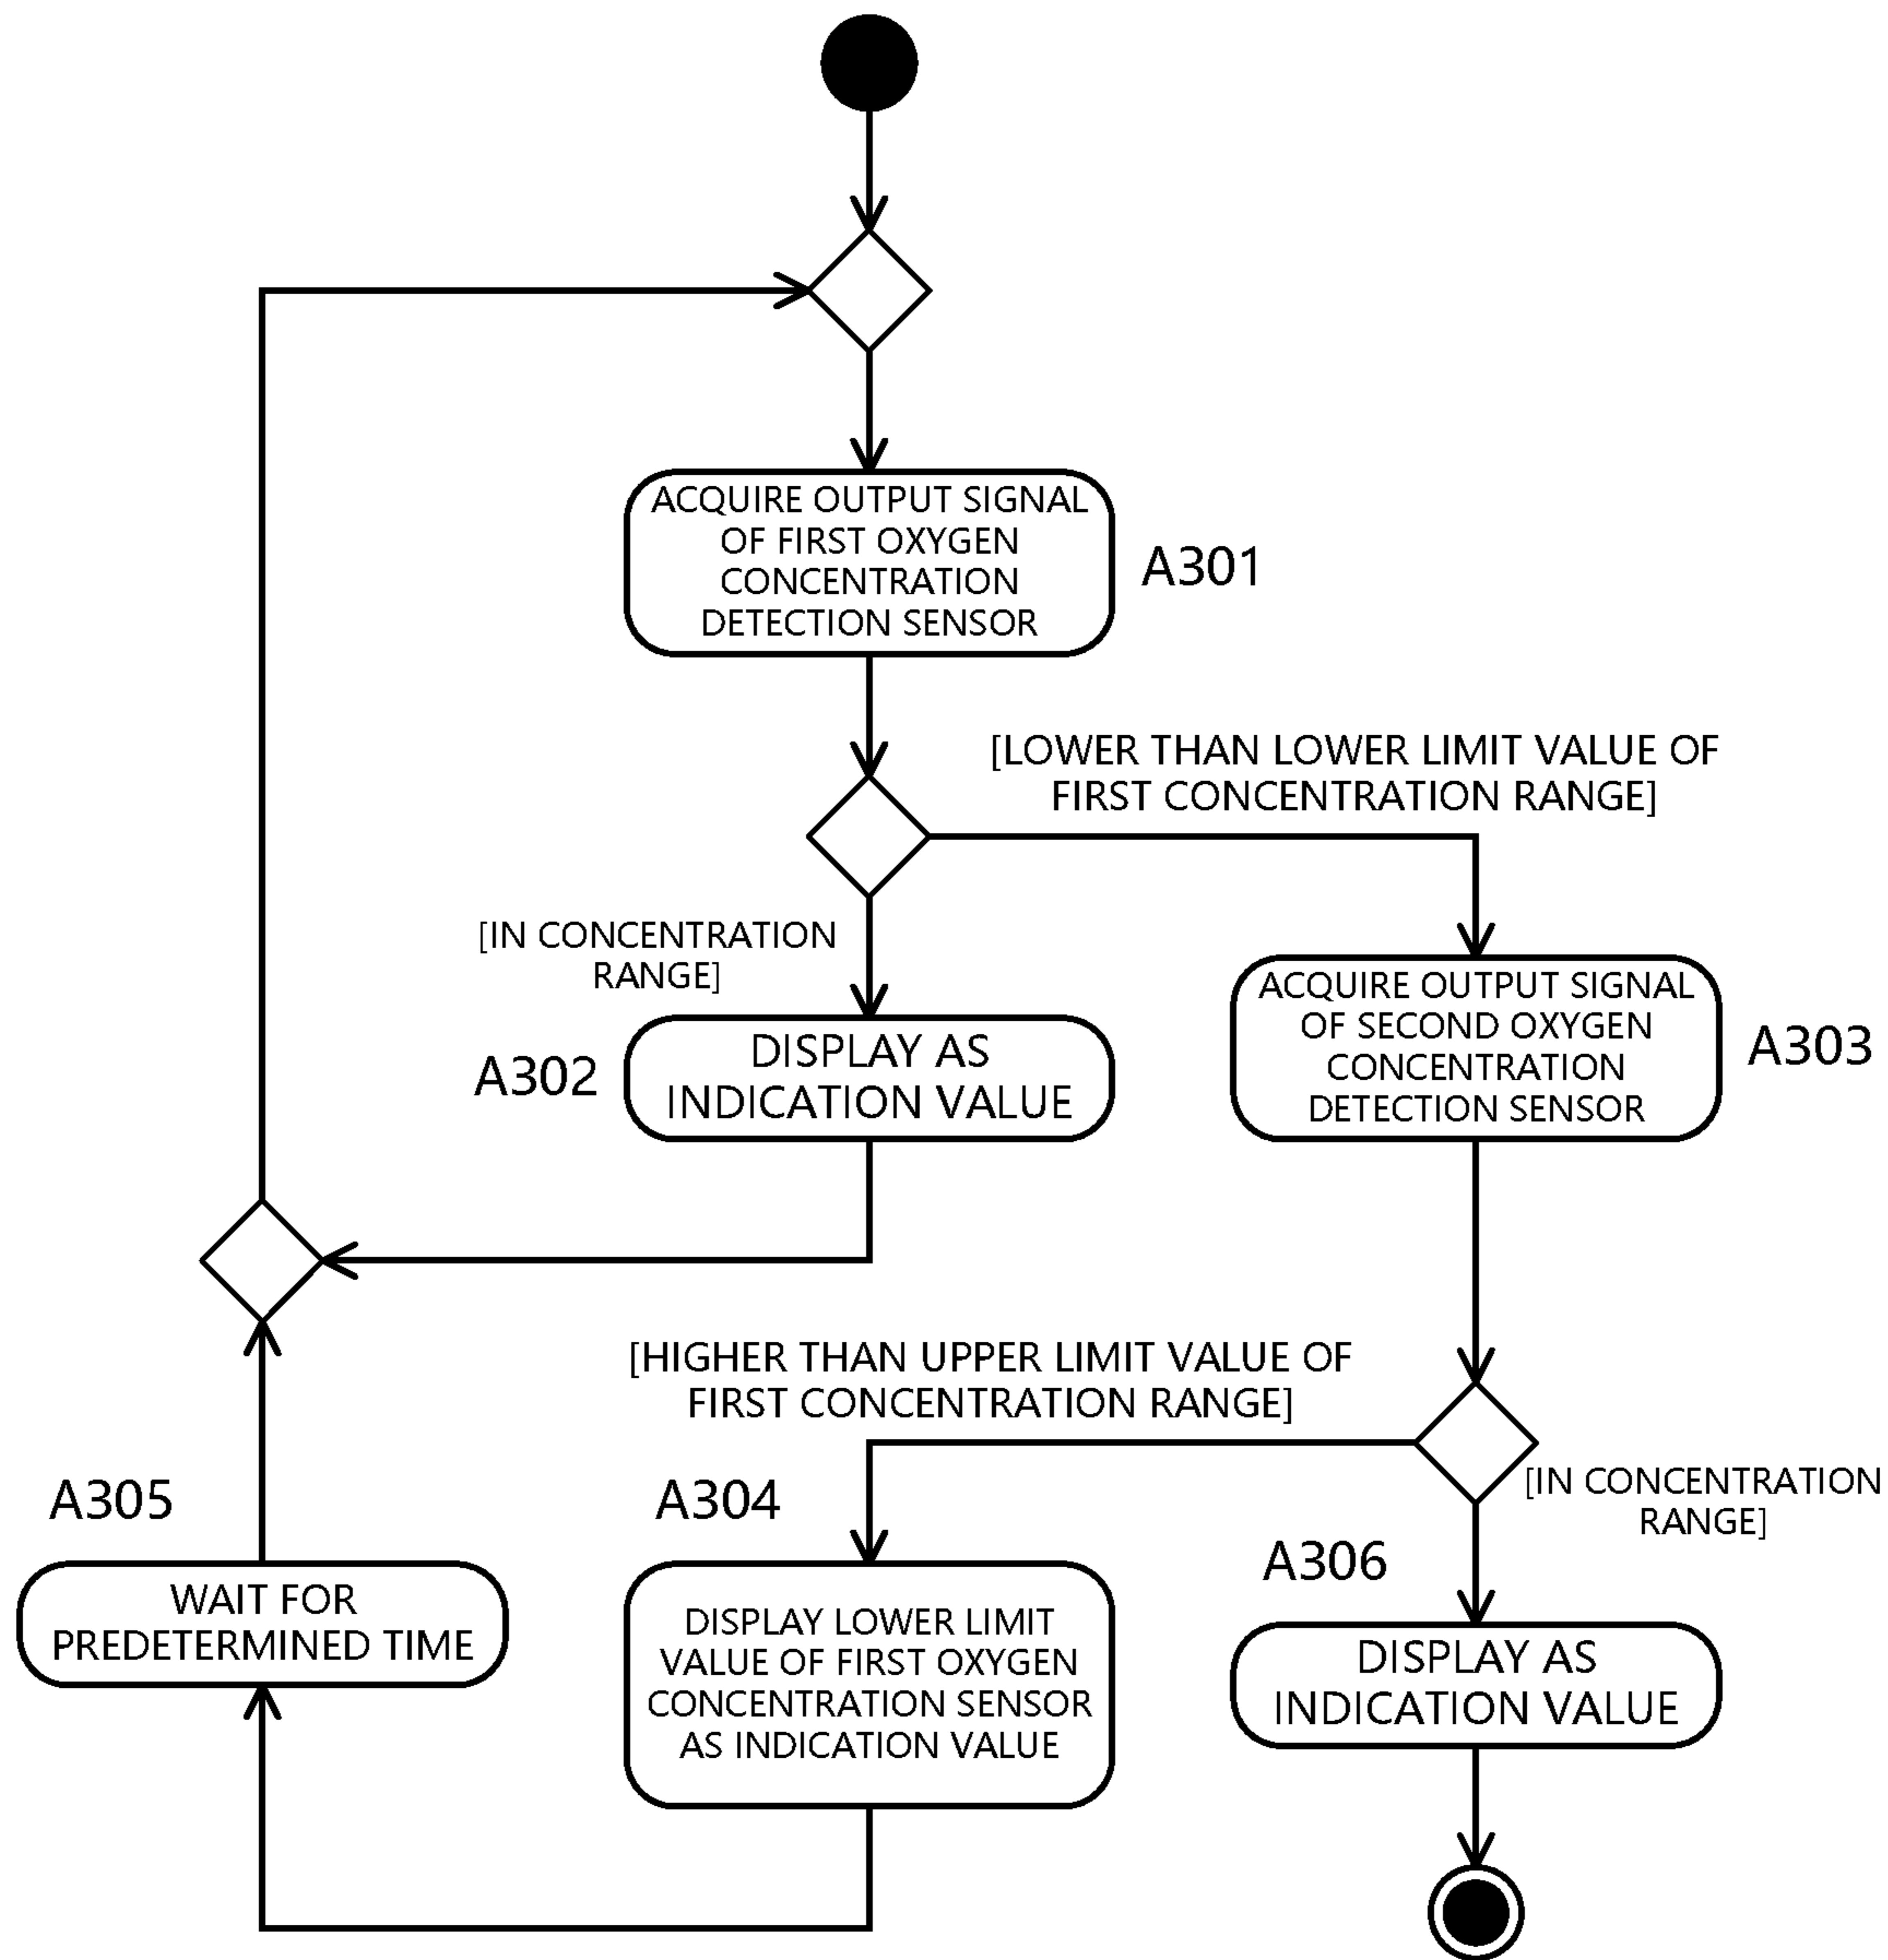 ACQUIRE OUTPUT SIGNAL
OF FIRST OXYGEN
CONCENTRATION
DETECTION SENSOR
A301
[LOWER THAN LOWER LIMIT VALUE OF
FIRST CONCENTRATION RANGE]
[IN CONCENTRATION
RANGE]
A302
DISPLAY AS
INDICATION VALUE
ACQUIRE OUTPUT SIGNAL
OF SECOND OXYGEN
CONCENTRATION
DETECTION SENSOR
A303
[HIGHER THAN UPPER LIMIT VALUE OF
FIRST CONCENTRATION RANGE]
[IN CONCENTRATION
RANGE]
A305
WAIT FOR
PREDETERMINED TIME
A304
DISPLAY LOWER LIMIT
VALUE OF FIRST OXYGEN
CONCENTRATION SENSOR
AS INDICATION VALUE
A306
DISPLAY AS
INDICATION VALUE